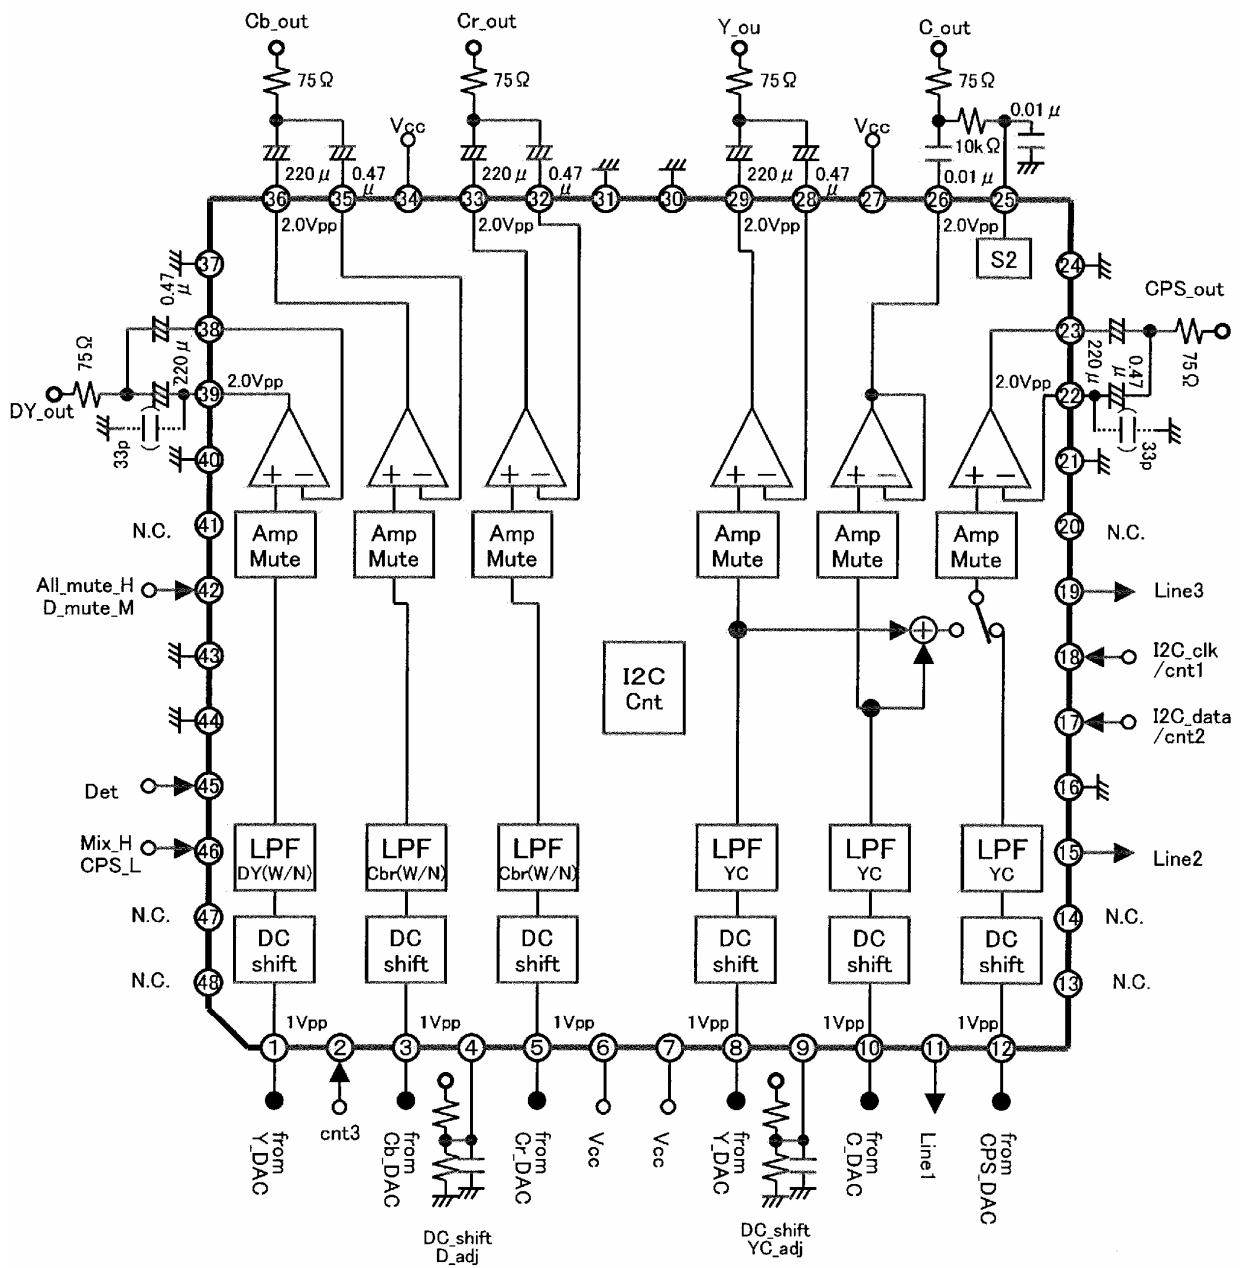 Cb_out
Cr_out
Y_ou
C_out
75Ω
75Ω
75Ω
75Ω
0.01μ
Vcc
Vcc
10kΩ
220μ
0.47
μ
220μ
0.47
μ
220μ
0.47
μ
0.01μ
36
35
34
33
32
31
30
29
28
27
26
25
2.0Vpp
2.0Vpp
2.0Vpp
2.0Vpp
S2
37
24
0.47
μ
CPS_out
38
23
75Ω
220μ
39
2.0Vpp
2.0Vpp
22
220μ
0.47
μ
75Ω
DY_out
33p
33p
40
21
+ −
+ −
+ −
+ −
+ −
+ −
N.C.
41
Amp
Mute
Amp
Mute
Amp
Mute
Amp
Mute
Amp
Mute
Amp
Mute
20
N.C.
All_mute_H
D_mute_M
42
19
Line3
+
43
I2C
Cnt
18
I2C_clk
/cnt1
44
17
I2C_data
/cnt2
Det
45
16
Mix_H
CPS_L
46
LPF
DY(W/N)
LPF
Cbr(W/N)
LPF
Cbr(W/N)
LPF
YC
LPF
YC
LPF
YC
15
Line2
N.C.
47
14
N.C.
DC
shift
DC
shift
DC
shift
DC
shift
DC
shift
DC
shift
N.C.
48
13
N.C.
1Vpp
1Vpp
1Vpp
1Vpp
1Vpp
1Vpp
1
2
3
4
5
6
7
8
9
10
11
12
from
Y_DAC
cnt3
from
Cb_DAC
from
Cr_DAC
Vcc
Vcc
from
Y_DAC
from
C_DAC
Line1
from
CPS_DAC
DC_shift
D_adj
DC_shift
YC_adj